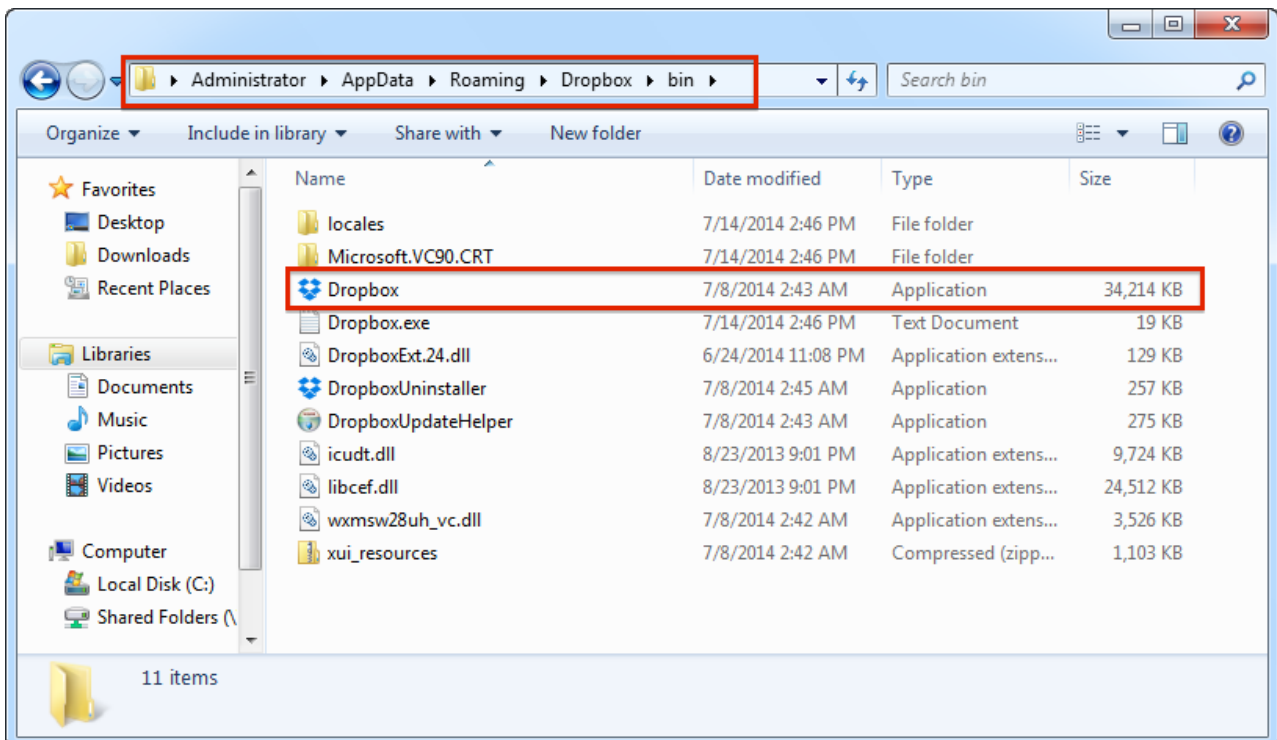 Administrator AppData Roaming Dropbox bin Search bin
Organize Include in library Share with New folder
Favorites
Desktop
Downloads
Recent Places
Libraries
Documents
Music
Pictures
Videos
Computer
Local Disk (C:)
Shared Folders (\
Name Date modified Type Size
locales 7/14/2014 2:46 PM File folder
Microsoft.VC90.CRT 7/14/2014 2:46 PM File folder
Dropbox 7/8/2014 2:43 AM Application 34,214 KB
Dropbox.exe 7/14/2014 2:46 PM Text Document 19 KB
DropboxExt.24.dll 6/24/2014 11:08 PM Application extens... 129 KB
DropboxUninstaller 7/8/2014 2:45 AM Application 257 KB
DropboxUpdateHelper 7/8/2014 2:43 AM Application 275 KB
icudt.dll 8/23/2013 9:01 PM Application extens... 9,724 KB
libcef.dll 8/23/2013 9:01 PM Application extens... 24,512 KB
wxmsw28uh_vc.dll 7/8/2014 2:42 AM Application extens... 3,526 KB
xui_resources 7/8/2014 2:42 AM Compressed (zipp... 1,103 KB
11 items